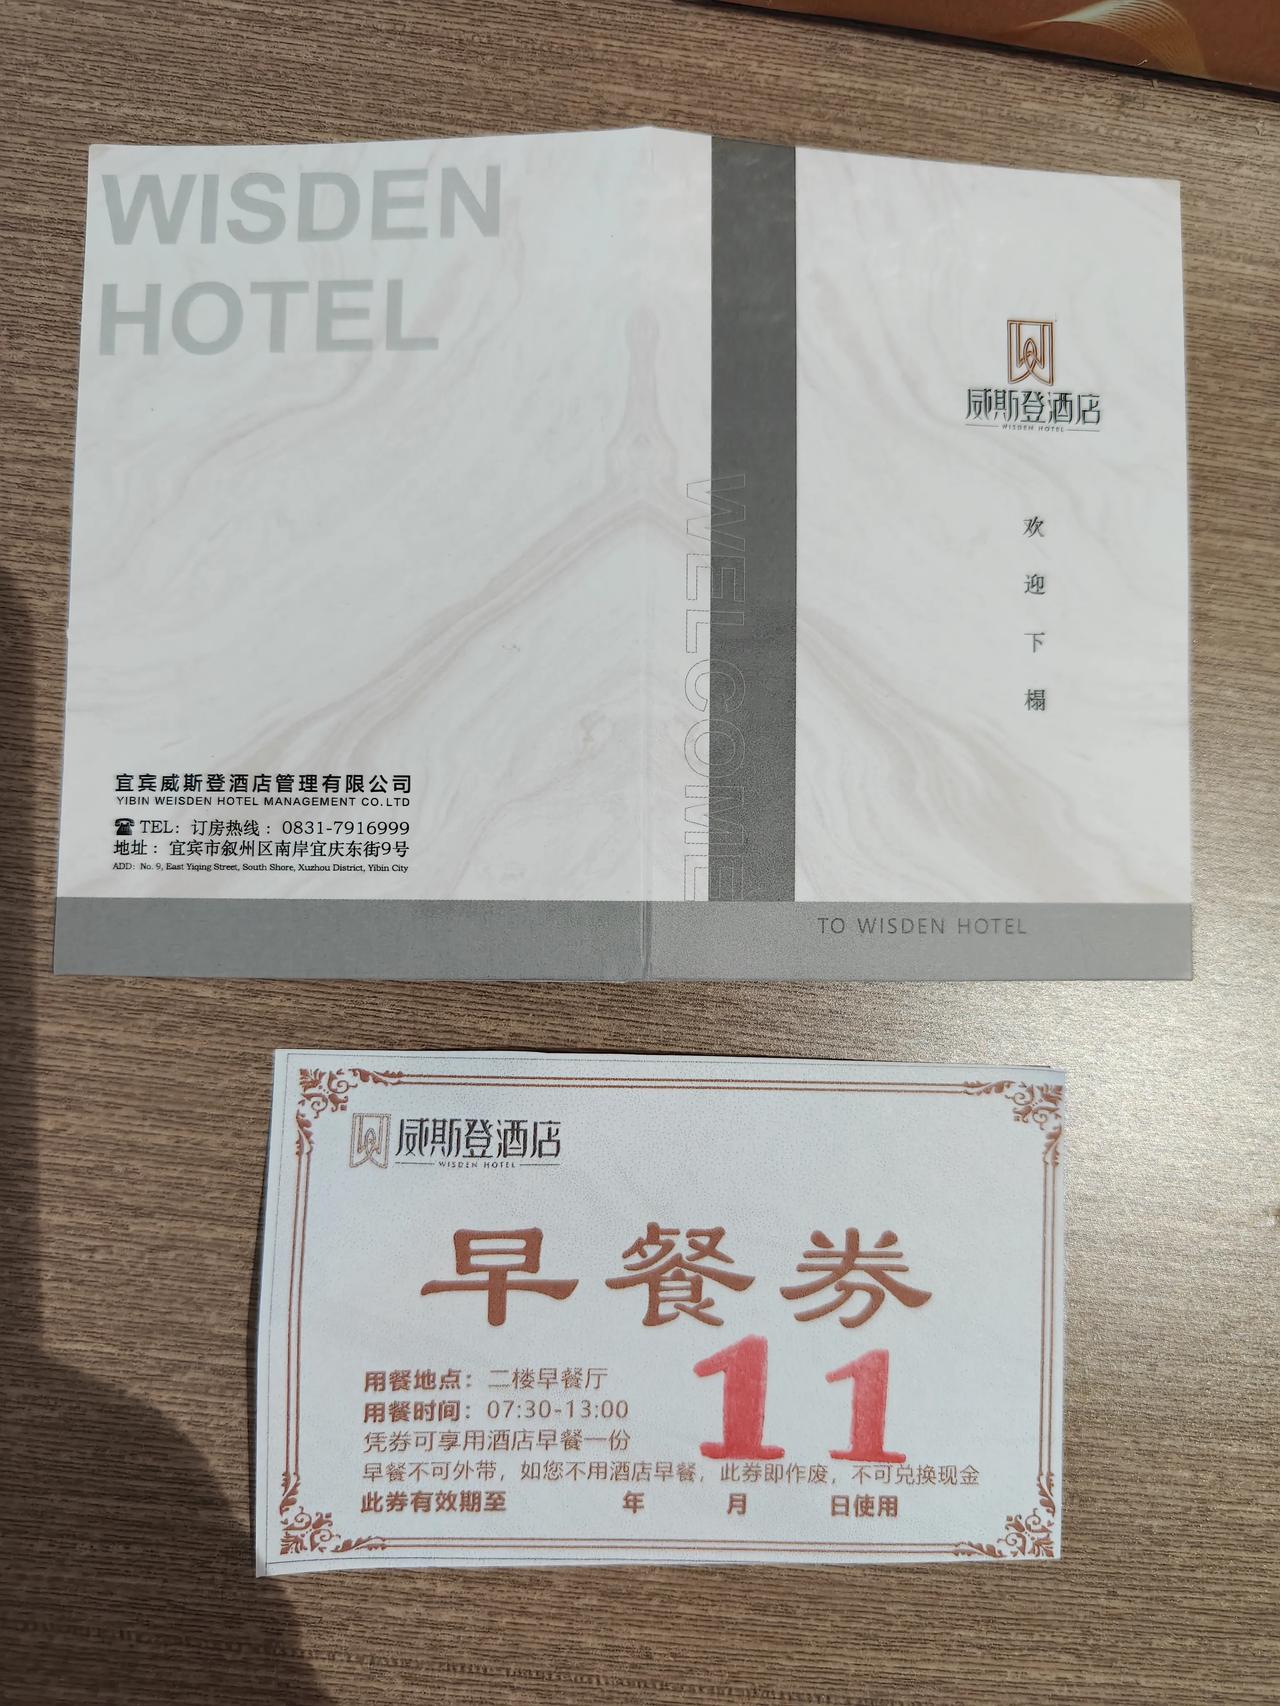 WISDEN
HOTEL
宜宾威斯登酒店管理有限公司
YIBIN WEISDEN HOTEL MANAGEMENT CO.LTD
☎TEL：订房热线：0831-7916999
地址：宜宾市叙州区南岸宜庆东街9号
ADD：No. 9, East Yiqing Street, South Shore, Xuzhou District, Yibin City
WELCOME
威斯登酒店
WISDEN HOTEL
欢
迎
下
榻
TO WISDEN HOTEL
威斯登酒店
WISDEN HOTEL
早餐券
11
用餐地点：二楼早餐厅
用餐时间：07:30-13:00
凭券可享用酒店早餐一份
早餐不可外带，如您不用酒店早餐，此券即作废，不可兑换现金
此券有效期至 年 月 日使用